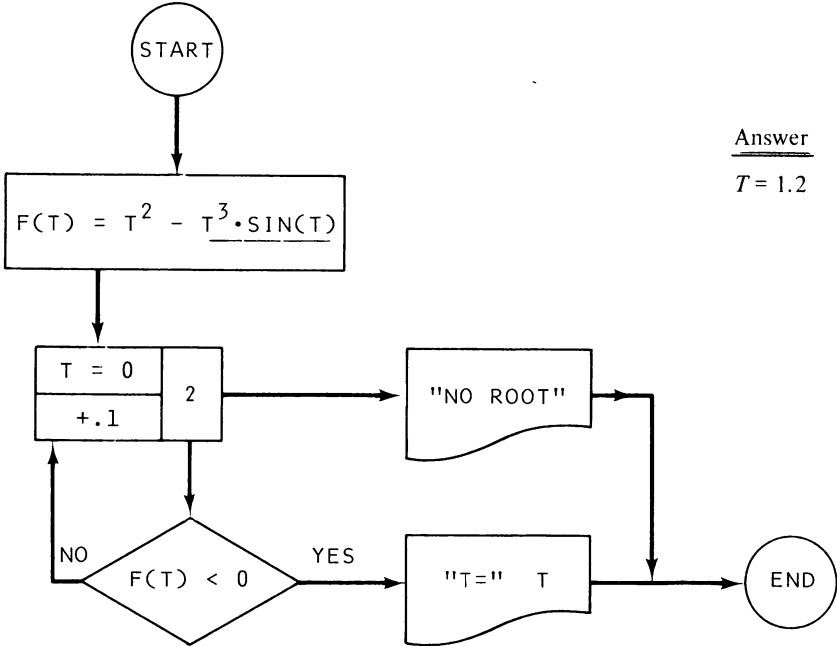 START
Answer
T = 1.2
F(T) = T² - T³·SIN(T)
T = 0
+.1
2
"NO ROOT"
NO
F(T) < 0
YES
"T=" T
END